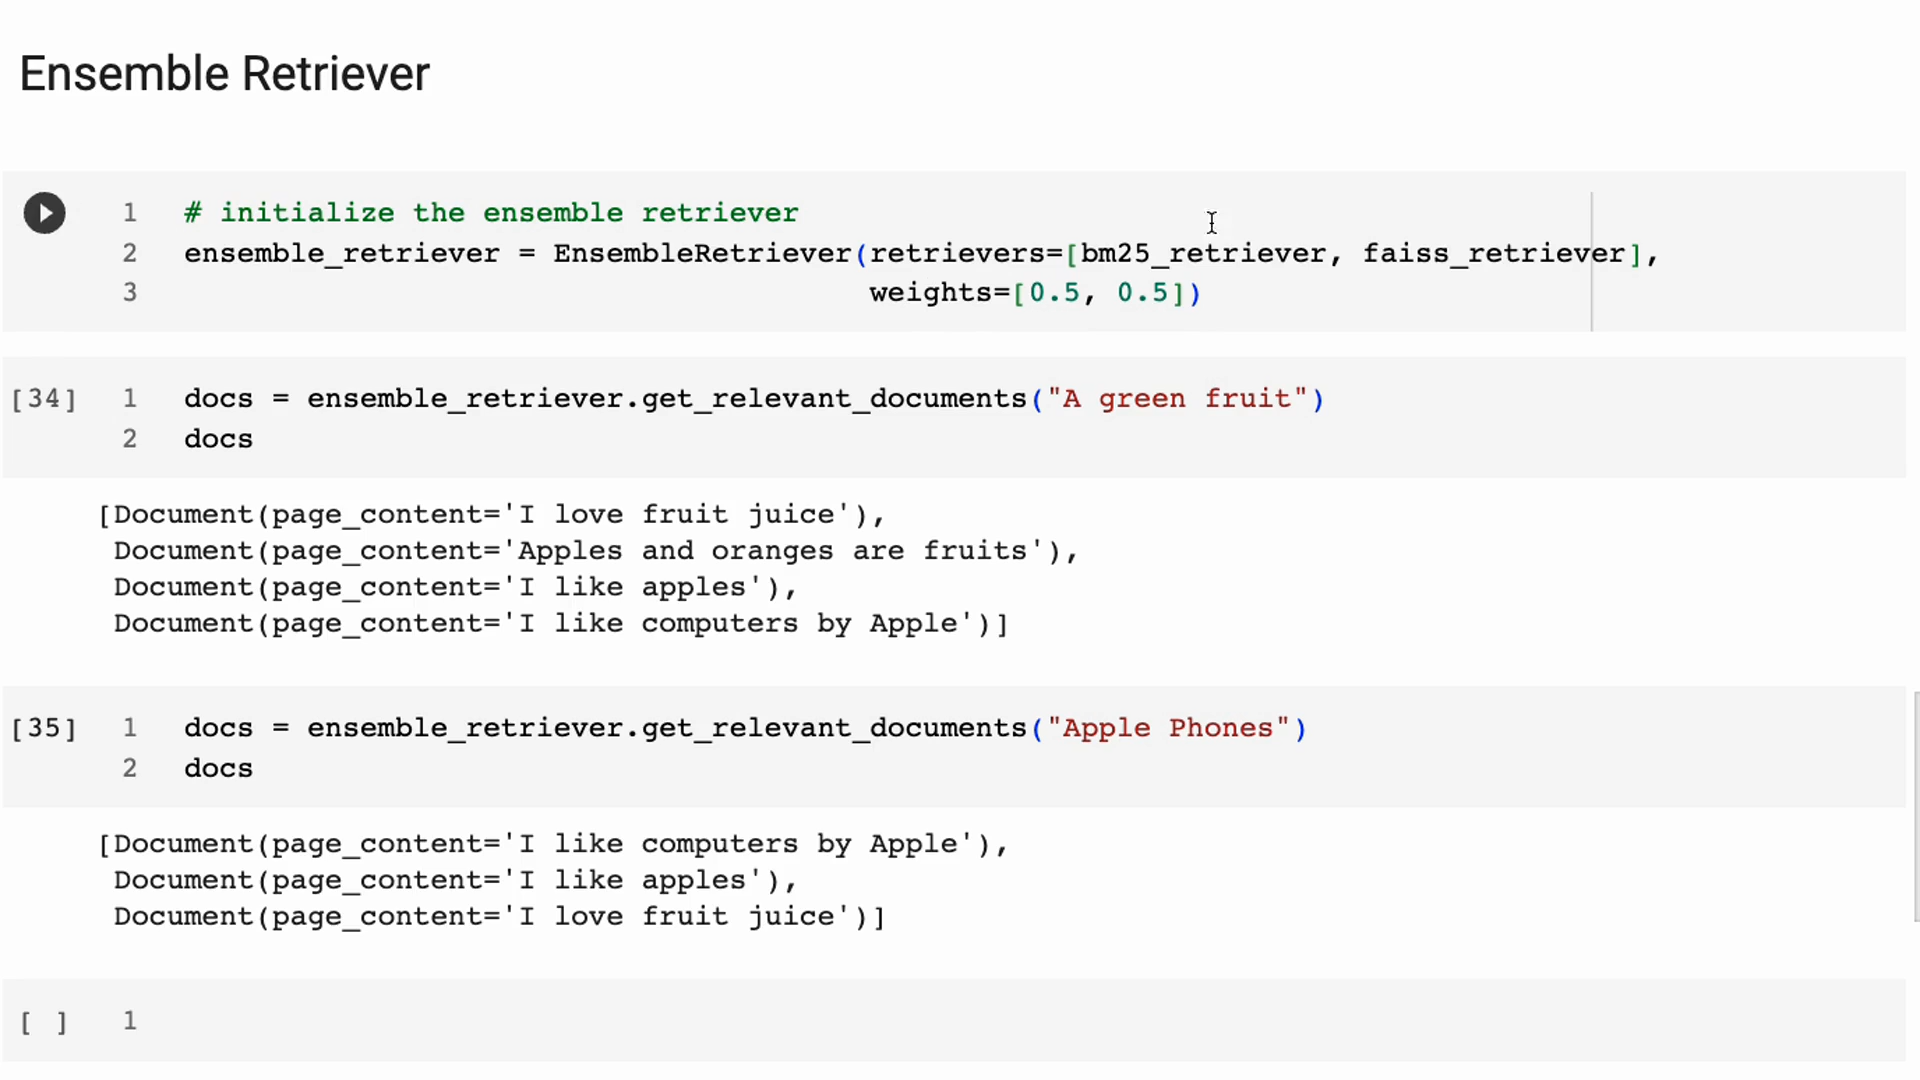 Ensemble Retriever
1 # initialize the ensemble retriever
2 ensemble_retriever = EnsembleRetriever(retrievers=[bm25_retriever, faiss_retriever],
3 weights=[0.5, 0.5])
[34] 1 docs = ensemble_retriever.get_relevant_documents("A green fruit")
2 docs
[Document(page_content='I love fruit juice'),
Document(page_content='Apples and oranges are fruits'),
Document(page_content='I like apples'),
Document(page_content='I like computers by Apple')]
[35] 1 docs = ensemble_retriever.get_relevant_documents("Apple Phones")
2 docs
[Document(page_content='I like computers by Apple'),
Document(page_content='I like apples'),
Document(page_content='I love fruit juice')]
[ ] 1